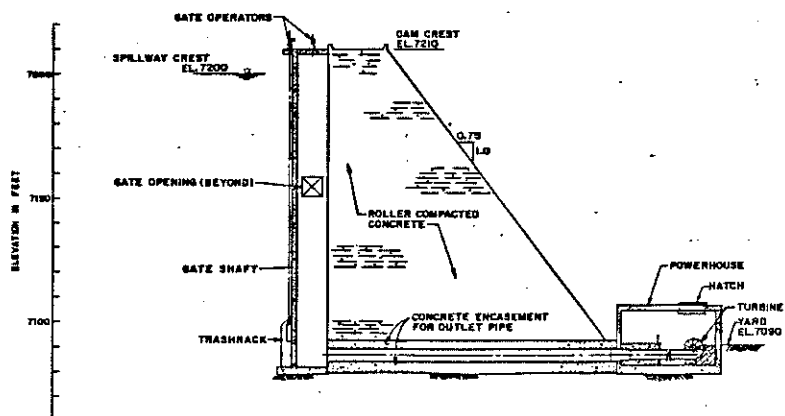 GATE OPERATORS
DAM CREST
EL.7210
SPILLWAY CREST
EL.7200
0.75
1.0
GATE OPENING (BEYOND)
7150
ELEVATION IN FEET
ROLLER COMPACTED
CONCRETE
GATE SHAFT
POWERHOUSE
HATCH
TURBINE
7100
CONCRETE ENCASEMENT
FOR OUTLET PIPE
YARD
EL.7090
TRASHRACK